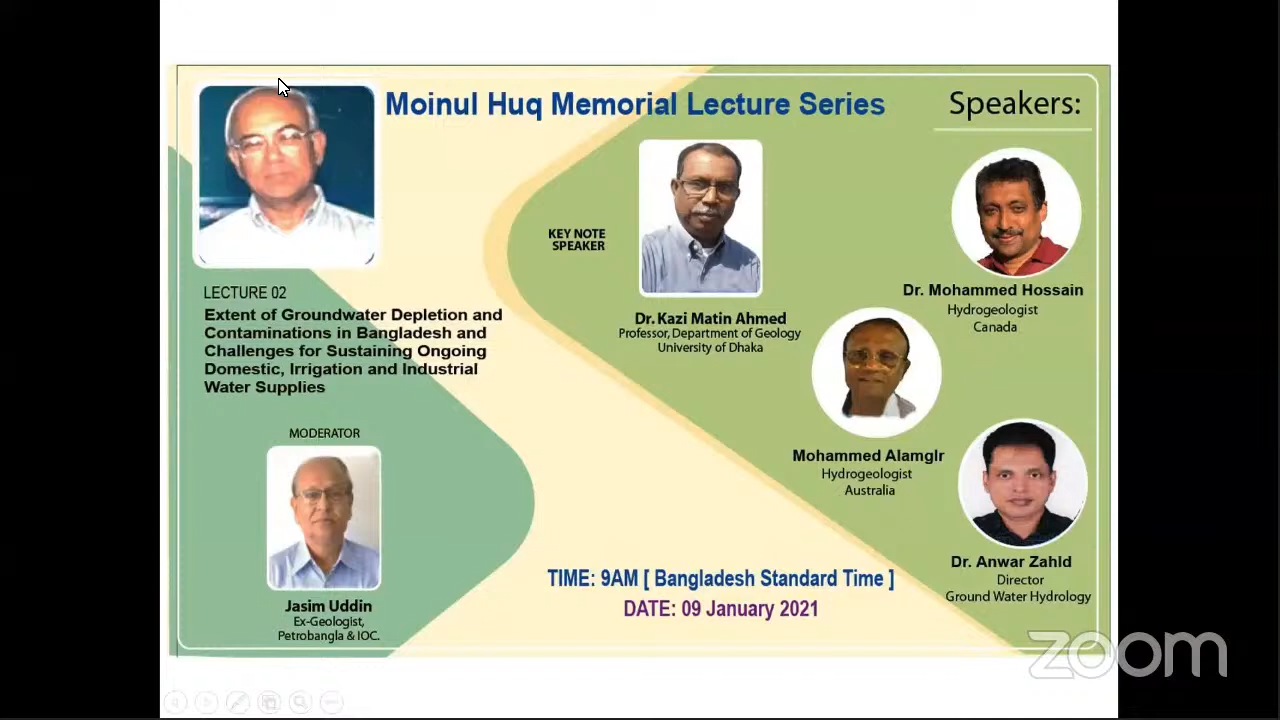 Moinul Huq Memorial Lecture Series
Speakers:
LECTURE 02
Extent of Groundwater Depletion and
Contaminations in Bangladesh and
Challenges for Sustaining Ongoing
Domestic, Irrigation and Industrial
Water Supplies
MODERATOR
Jasim Uddin
Ex-Geologist,
Petrobangla & IOC.
KEY NOTE
SPEAKER
Dr. Kazi Matin Ahmed
Professor, Department of Geology
University of Dhaka
Dr. Mohammed Hossain
Hydrogeologist
Canada
Mohammed AlamgIr
Hydrogeologist
Australia
Dr. Anwar ZahId
Director
Ground Water Hydrology
TIME: 9AM [ Bangladesh Standard Time ]
DATE: 09 January 2021
zoom